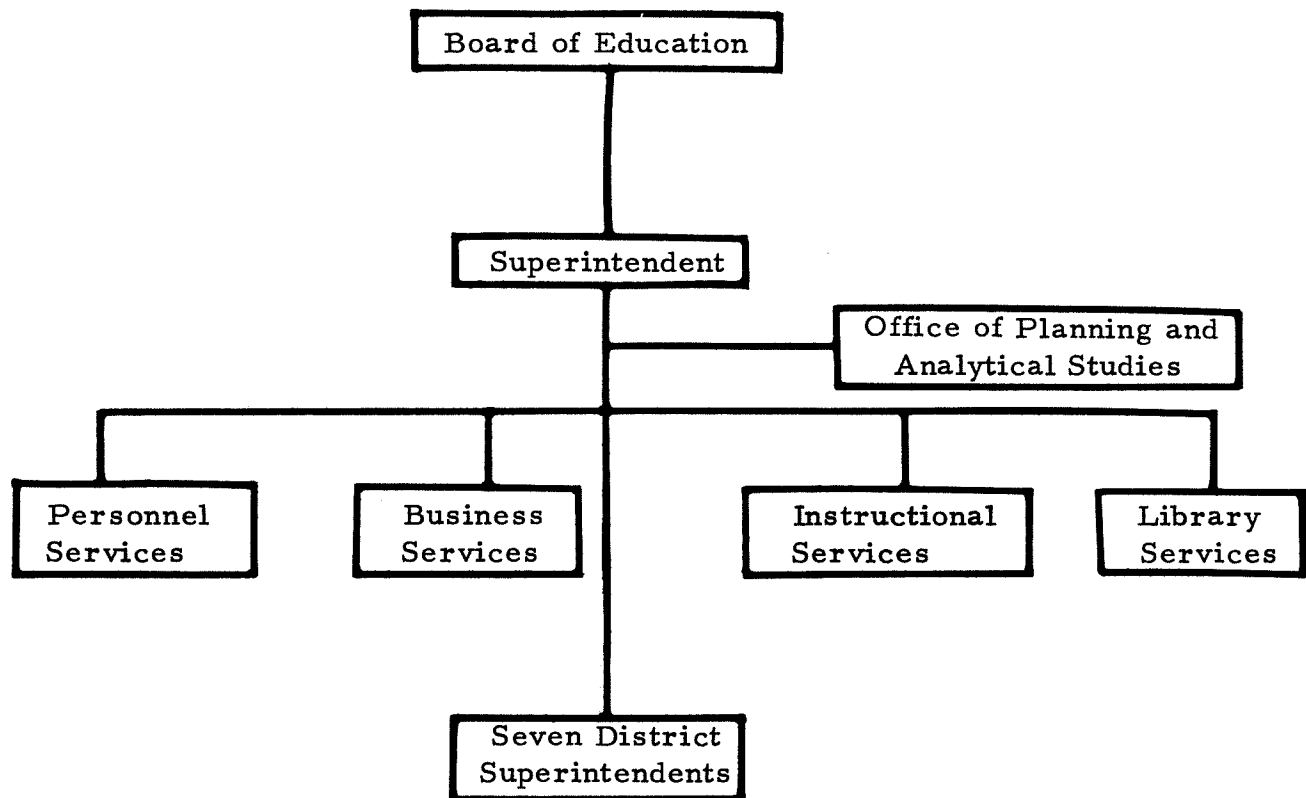 Board of Education
Superintendent
Office of Planning and
Analytical Studies
Personnel
Services
Business
Services
Instructional
Services
Library
Services
Seven District
Superintendents